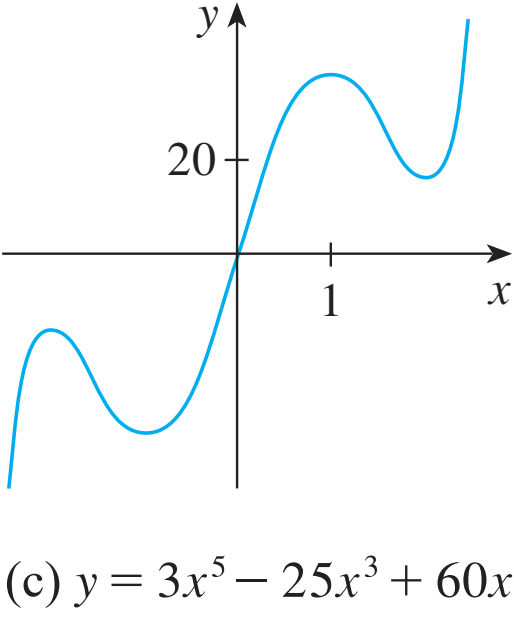 y
20
1
x
(c) y = 3x⁵ − 25x³ + 60x